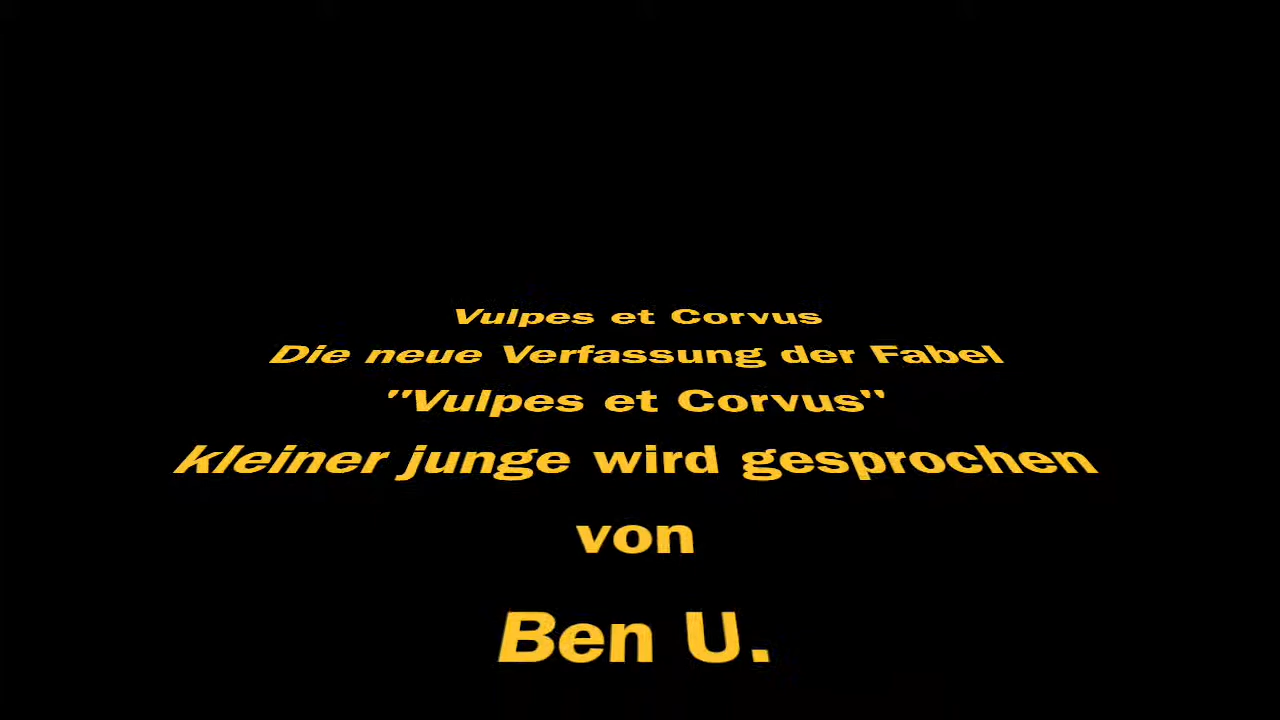 Vulpes et Corvus
Die neue Verfassung der Fabel
"Vulpes et Corvus"
kleiner junge wird gesprochen
von
Ben U.